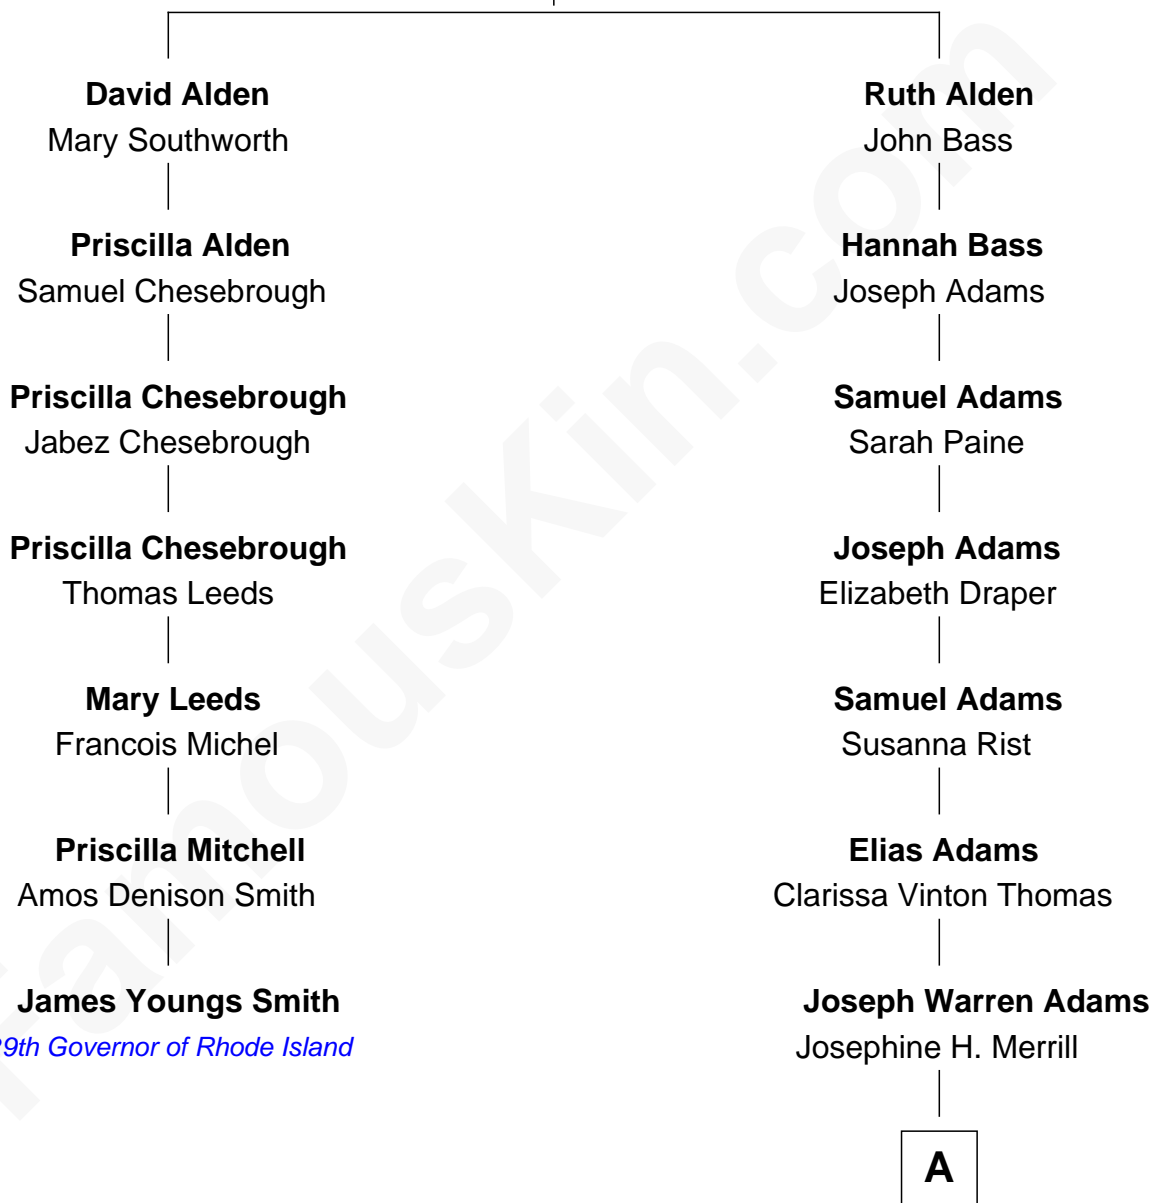 David Alden
Mary Southworth
Ruth Alden
John Bass
Priscilla Alden
Samuel Chesebrough
Hannah Bass
Joseph Adams
Priscilla Chesebrough
Jabez Chesebrough
Samuel Adams
Sarah Paine
Priscilla Chesebrough
Thomas Leeds
Joseph Adams
Elizabeth Draper
Mary Leeds
Francois Michel
Samuel Adams
Susanna Rist
Priscilla Mitchell
Amos Denison Smith
Elias Adams
Clarissa Vinton Thomas
James Youngs Smith
29th Governor of Rhode Island
Joseph Warren Adams
Josephine H. Merrill
A
FamousKin.com